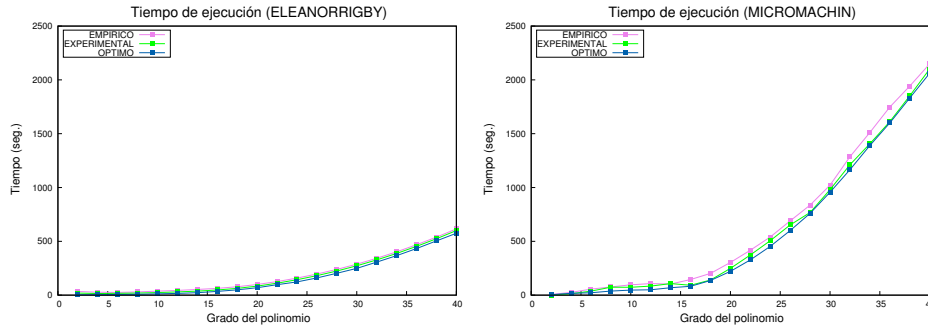 Tiempo de ejecución (ELEANORRIGBY)
2500
2000
1500
1000
500
0
EMPIRICO
EXPERIMENTAL
OPTIMO
Tiempo (seg.)
0 5 10 15 20 25 30 35 40
Grado del polinomio
Tiempo de ejecución (MICROMACHIN)
2500
2000
1500
1000
500
0
EMPIRICO
EXPERIMENTAL
OPTIMO
Tiempo (seg.)
0 5 10 15 20 25 30 35
Grado del polinomio